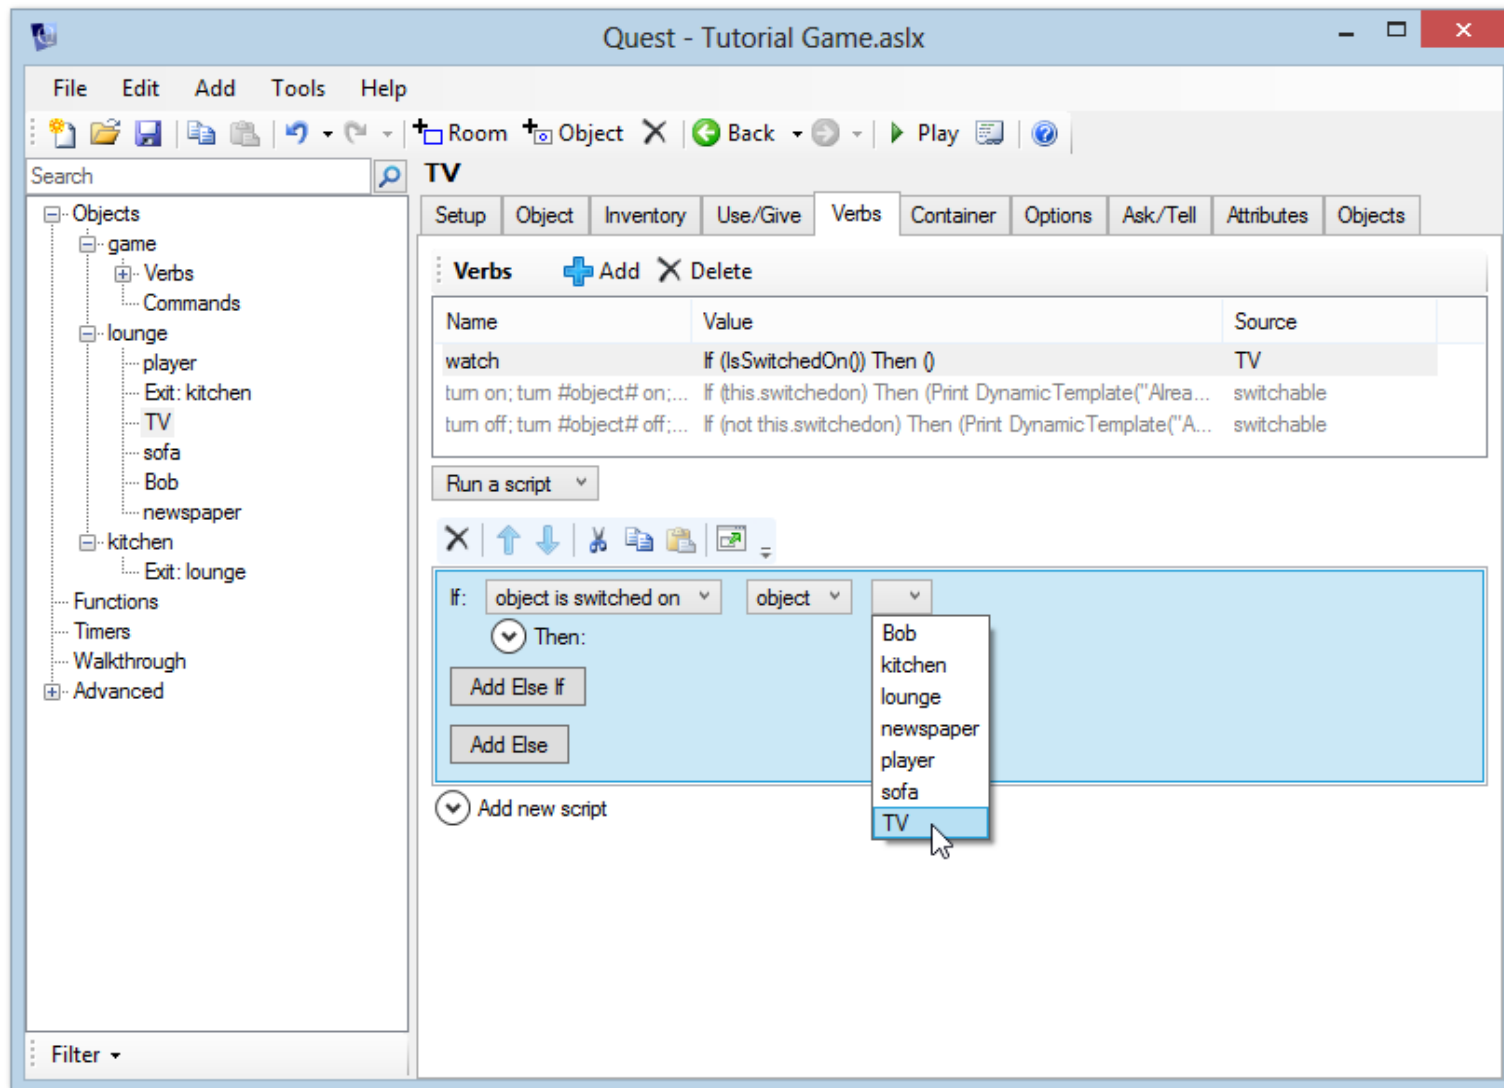 Quest - Tutorial Game.aslx
File Edit Add Tools Help
Room Object Back Play
Search
TV
Objects
game
Verbs
Commands
lounge
player
Exit: kitchen
TV
sofa
Bob
newspaper
kitchen
Exit: lounge
Functions
Timers
Walkthrough
Advanced
Filter
Setup Object Inventory Use/Give Verbs Container Options Ask/Tell Attributes Objects
Verbs Add Delete
Name Value Source
watch If (IsSwitchedOn()) Then () TV
turn on; turn #object# on;... If (this.switchedon) Then (Print DynamicTemplate("Alrea... switchable
turn off; turn #object# off;... If (not this.switchedon) Then (Print DynamicTemplate("A... switchable
Run a script
If: object is switched on object
Then:
Add Else If
Add Else
Bob
kitchen
lounge
newspaper
player
sofa
TV
Add new script